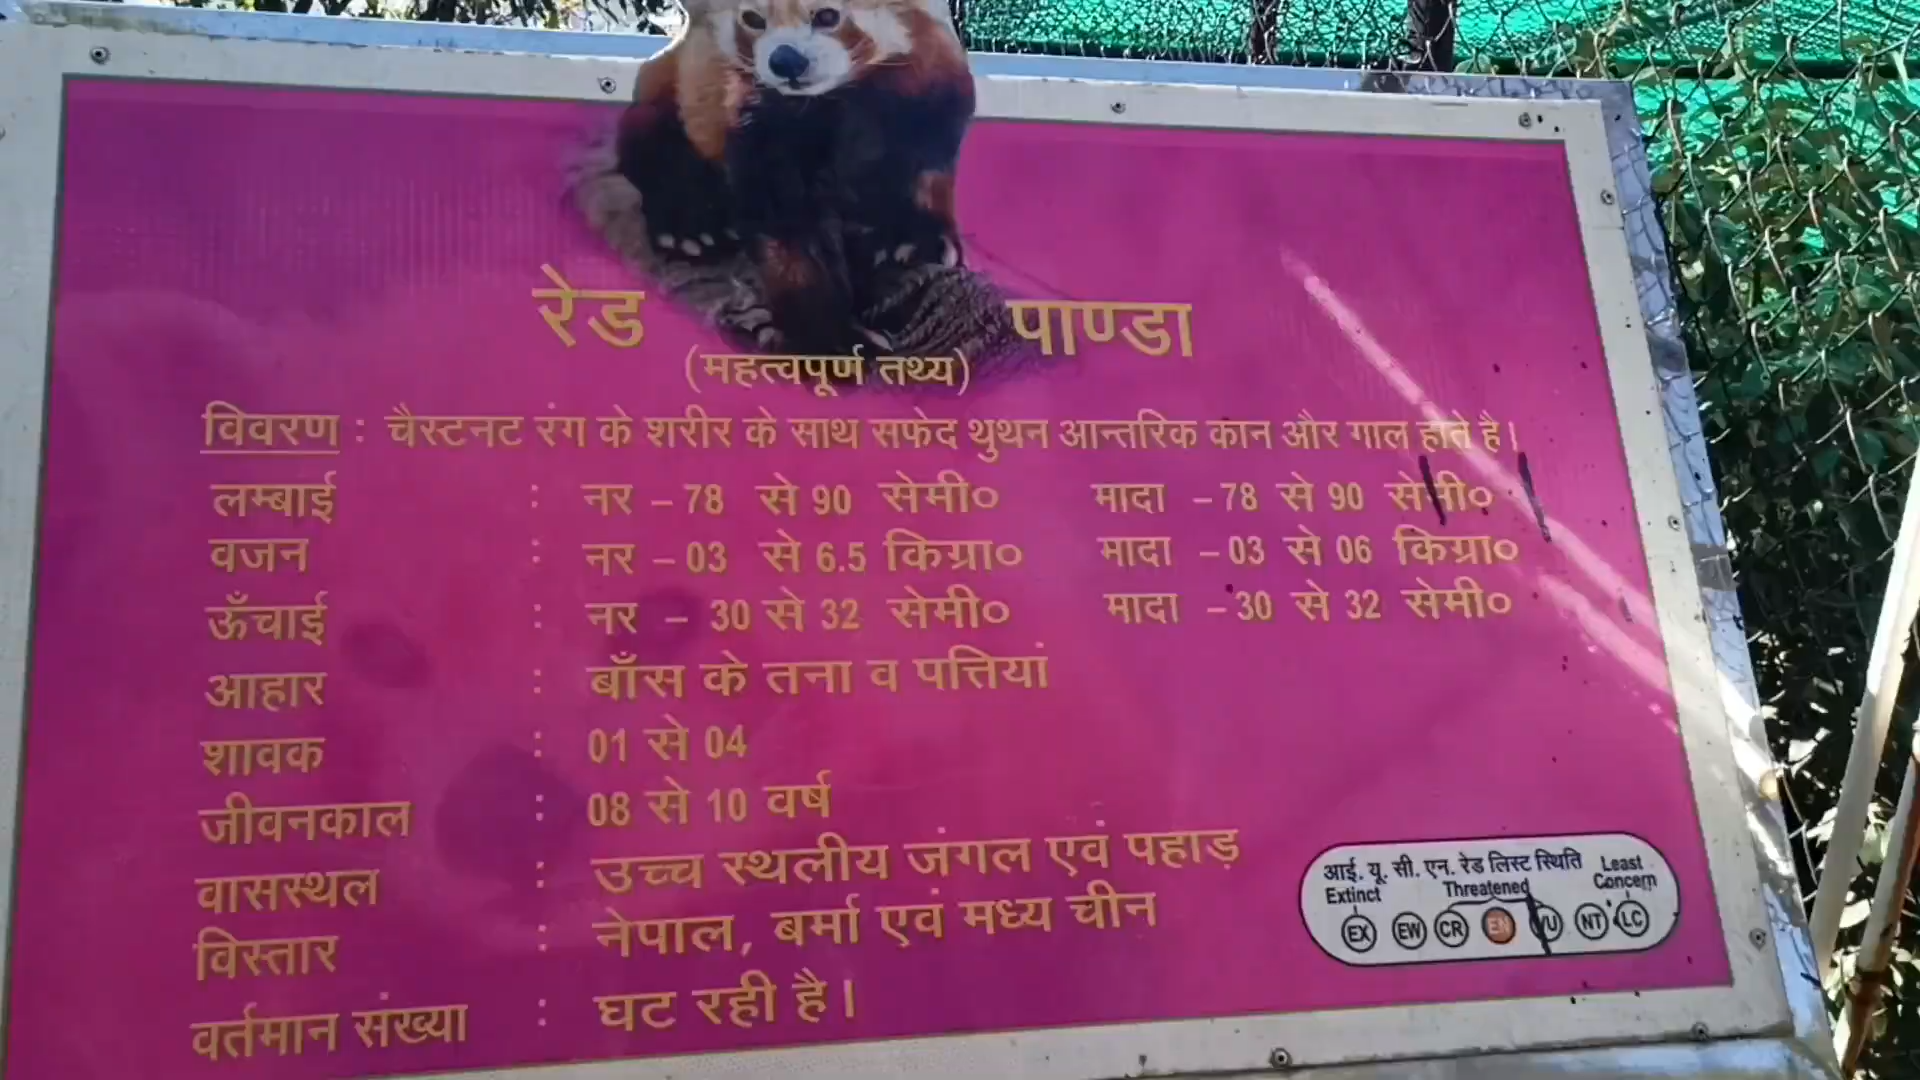 रेड पाण्डा
(महत्वपूर्ण तथ्य)
विवरण : चैस्टनट रंग के शरीर के साथ सफेद थुथन आन्तरिक कान और गाल होते है।
लम्बाई : नर – 78 से 90 सेमी० मादा – 78 से 90 सेमी०
वजन : नर – 03 से 6.5 किग्रा० मादा – 03 से 06 किग्रा०
ऊँचाई : नर – 30 से 32 सेमी० मादा – 30 से 32 सेमी०
आहार : बाँस के तना व पत्तियां
शावक : 01 से 04
जीवनकाल : 08 से 10 वर्ष
वासस्थल : उच्च स्थलीय जंगल एवं पहाड़
विस्तार : नेपाल, बर्मा एवं मध्य चीन
वर्तमान संख्या : घट रही है।
आई. यू. सी. एन. रेड लिस्ट स्थिति
Extinct Threatened Least Concern
EX EW CR EN VU NT LC